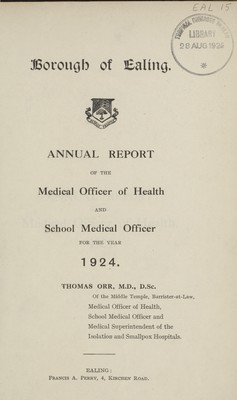 EAL 15
LIBRARY
28 AUG 1925
Borough of Ealing.
ANNUAL REPORT
OF THE
Medical Officer of Health
AND
School Medical Officer
FOR THE YEAR
1924.
THOMAS ORR, M.D., D.Sc.
Of the Middle Temple, Barrister-at-Law,
Medical Officer of Health,
School Medical Officer and
Medical Superintendent of the
Isolation and Smallpox Hospitals.
EALING:
FRANCIS A. PERRY, 4, KIRCHEN ROAD.